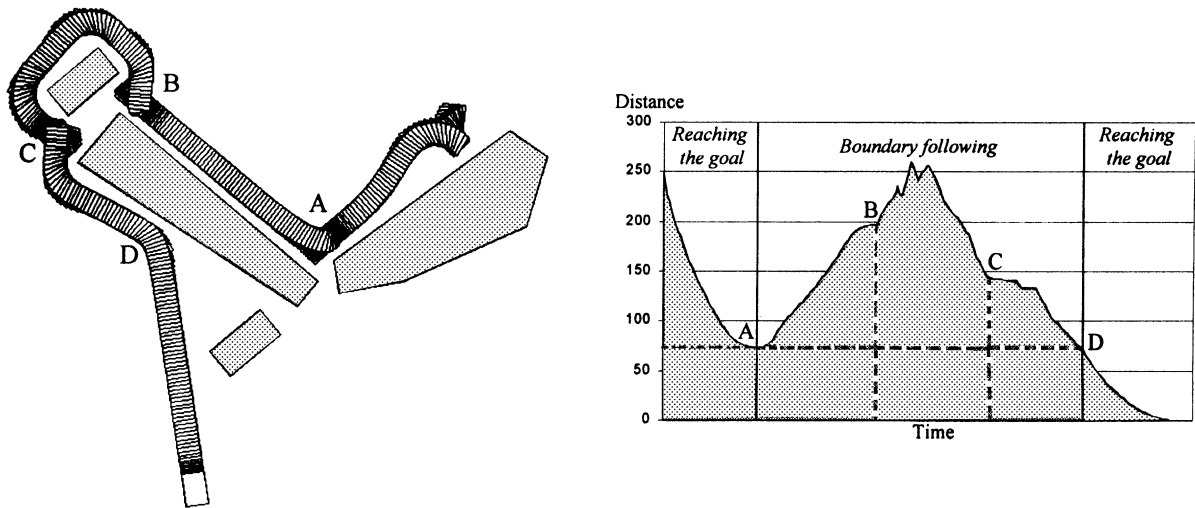 B
C
A
D
Distance
300
250
200
150
100
50
0
Reaching
the goal
Boundary following
Reaching
the goal
A
B
C
D
Time